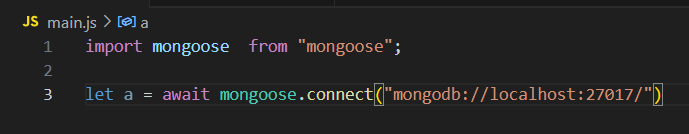 JS main.js > a
1 import mongoose  from "mongoose";
2
3 let a = await mongoose.connect("mongodb://localhost:27017/")